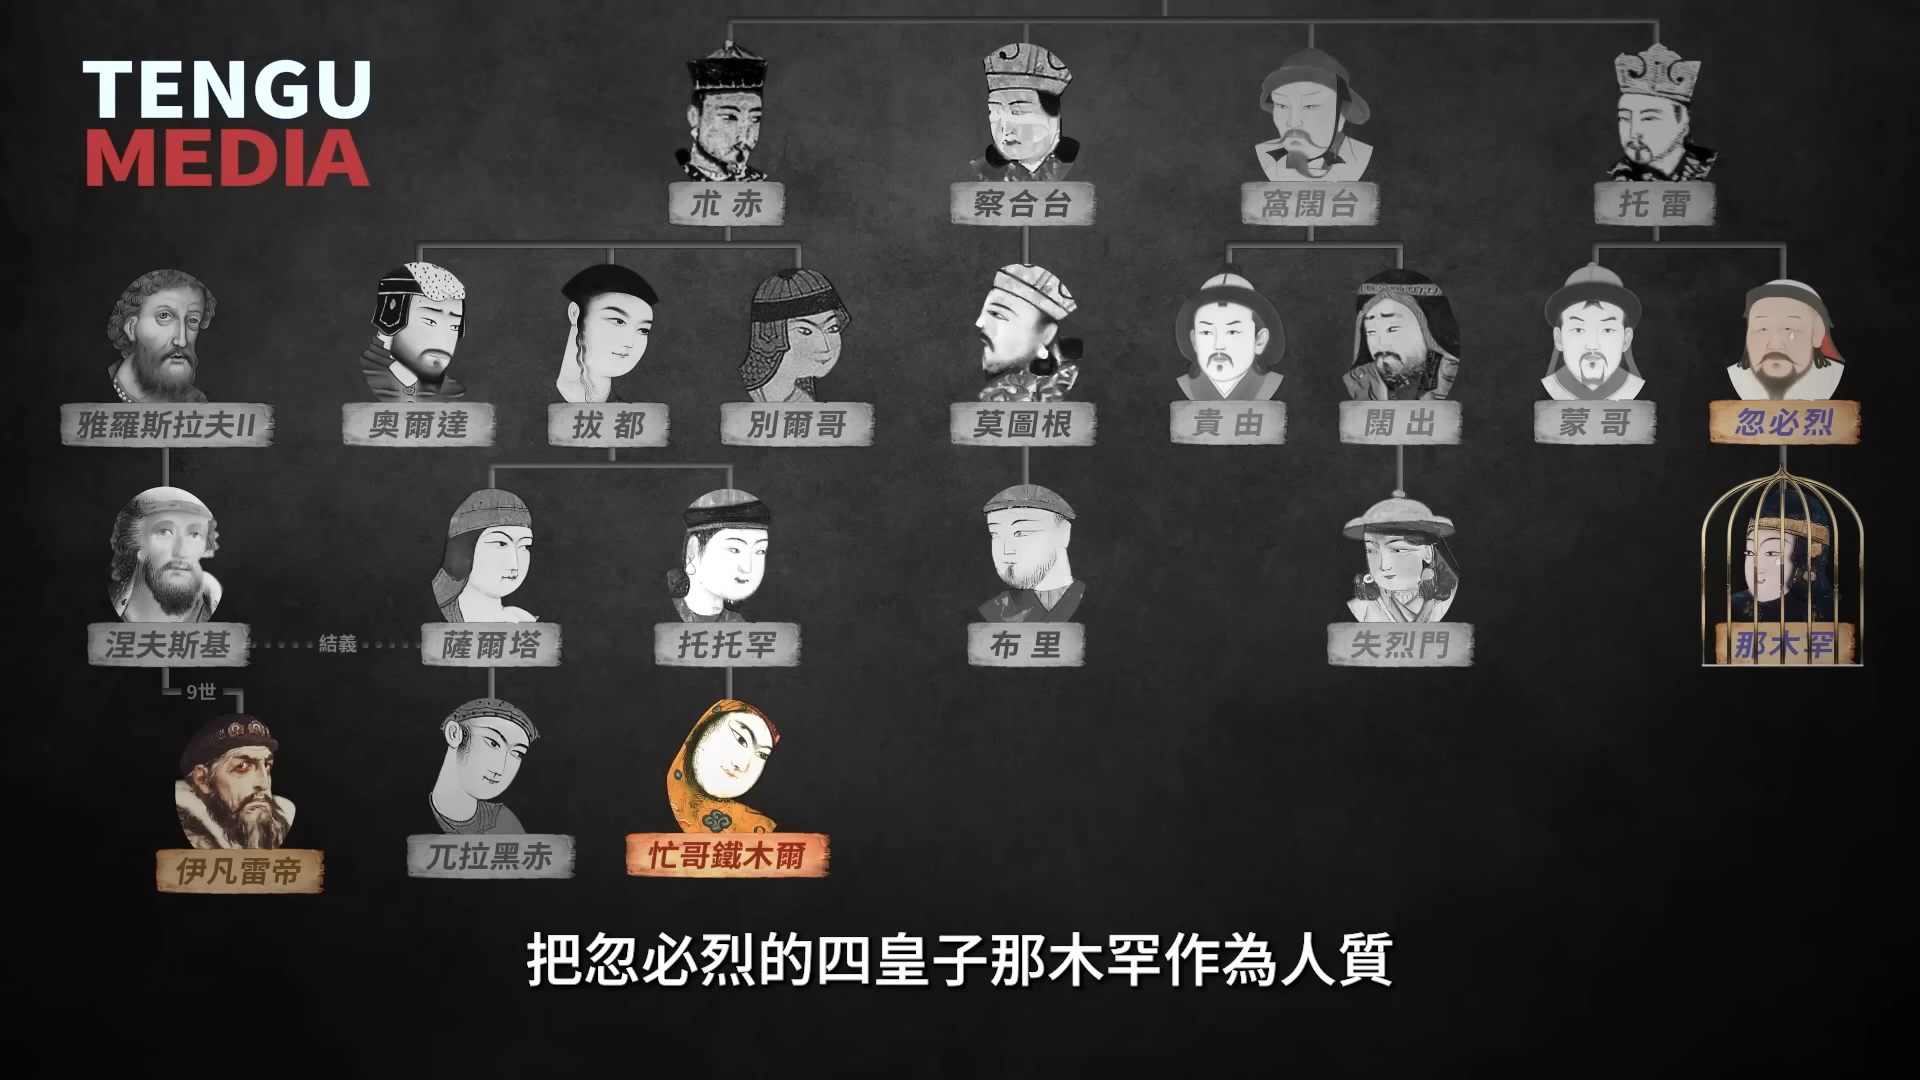 TENGU
MEDIA
朮赤
察合台
窩闊台
托雷
雅羅斯拉夫II
奧爾達
拔都
別爾哥
莫圖根
貴由
闊出
蒙哥
忽必烈
涅夫斯基
結義
薩爾塔
托托罕
布里
失烈門
那木罕
9世
伊凡雷帝
兀拉黑赤
忙哥鐵木爾
把忽必烈的四皇子那木罕作為人質